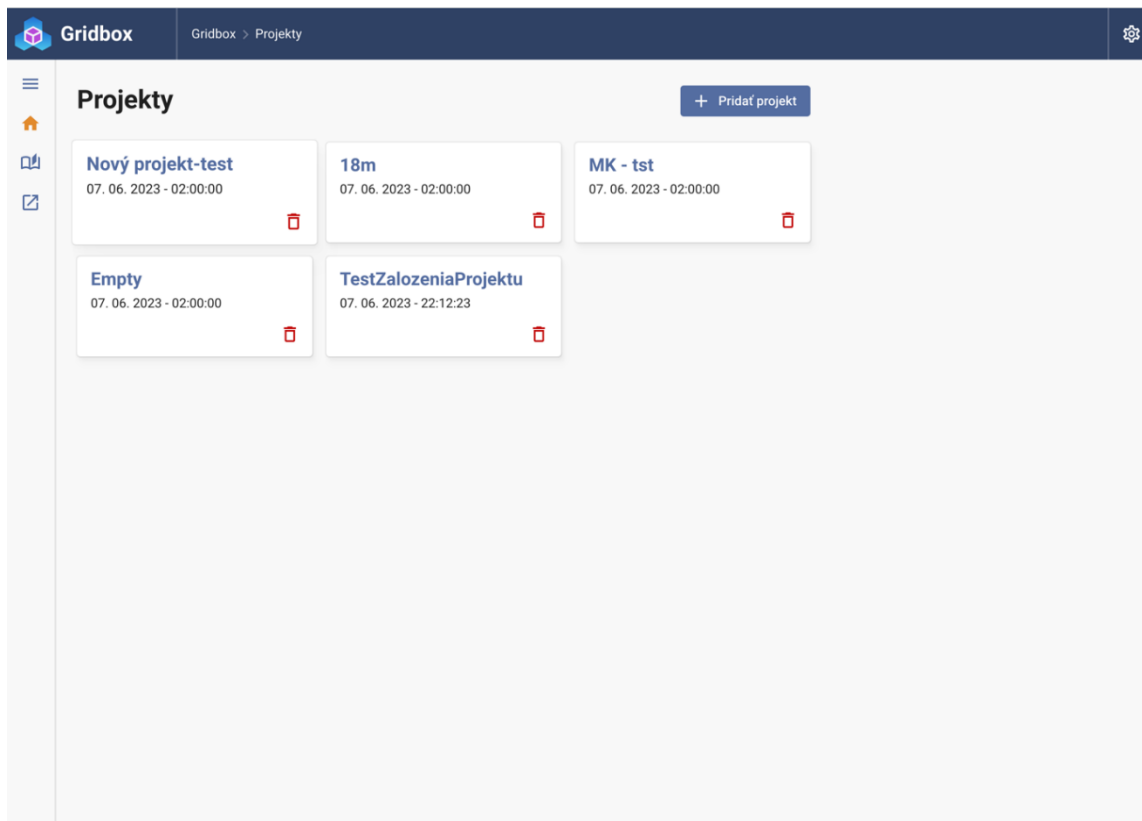 Gridbox
Gridbox > Projekty
Projekty
+ Pridať projekt
Nový projekt-test
07. 06. 2023 - 02:00:00
18m
07. 06. 2023 - 02:00:00
MK - tst
07. 06. 2023 - 02:00:00
Empty
07. 06. 2023 - 02:00:00
TestZalozeniaProjektu
07. 06. 2023 - 22:12:23